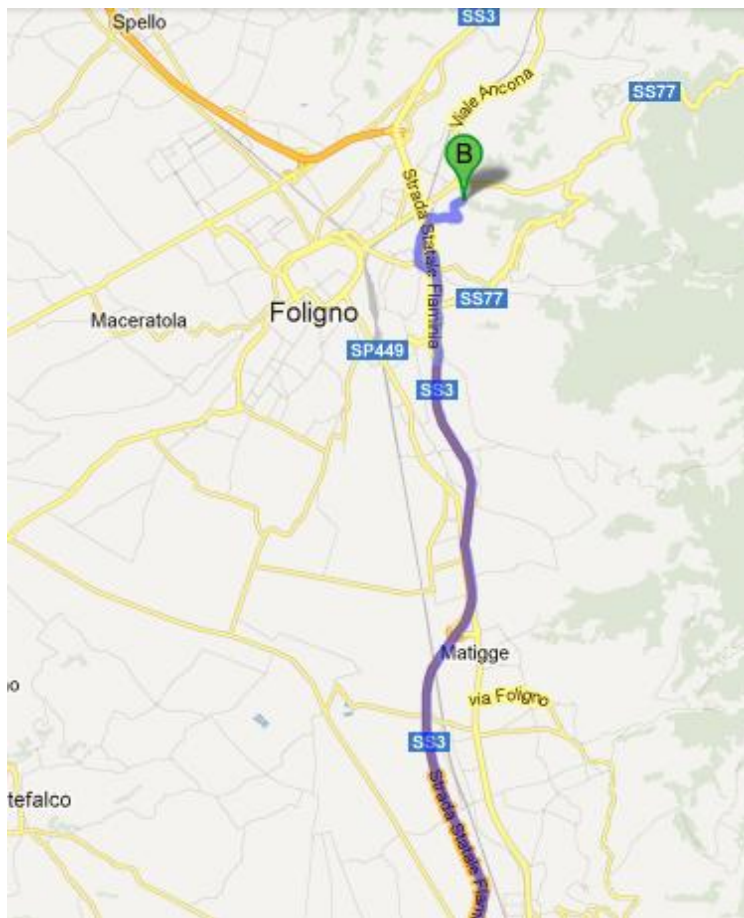 SS3
Spello
Viale Ancona
SS77
B
Strada Statale Flaminia
SS77
Foligno
Maceratola
SP449
SS3
Matigge
via Foligno
SS3
tefalco
Strada Statale Flam